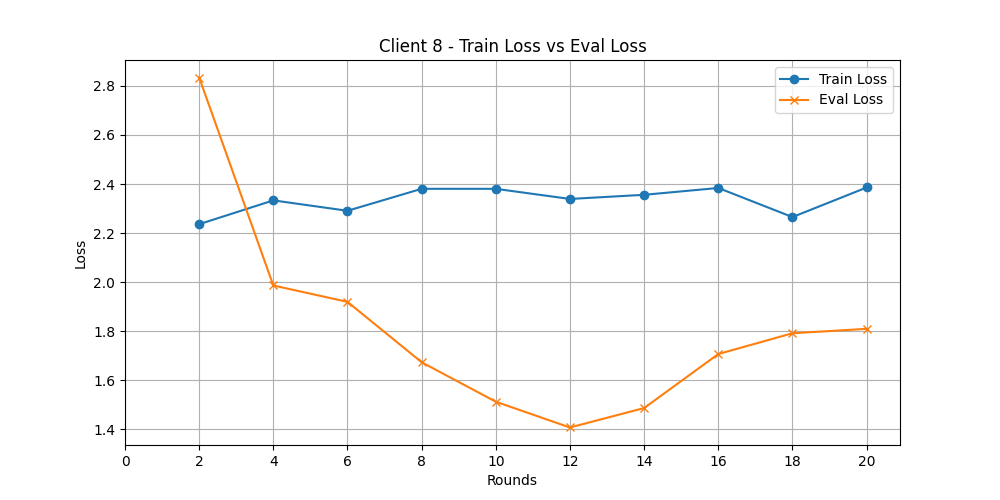 Client 8 - Train Loss vs Eval Loss
Train Loss
Eval Loss
Loss
2.8
2.6
2.4
2.2
2.0
1.8
1.6
1.4
0 2 4 6 8 10 12 14 16 18 20
Rounds